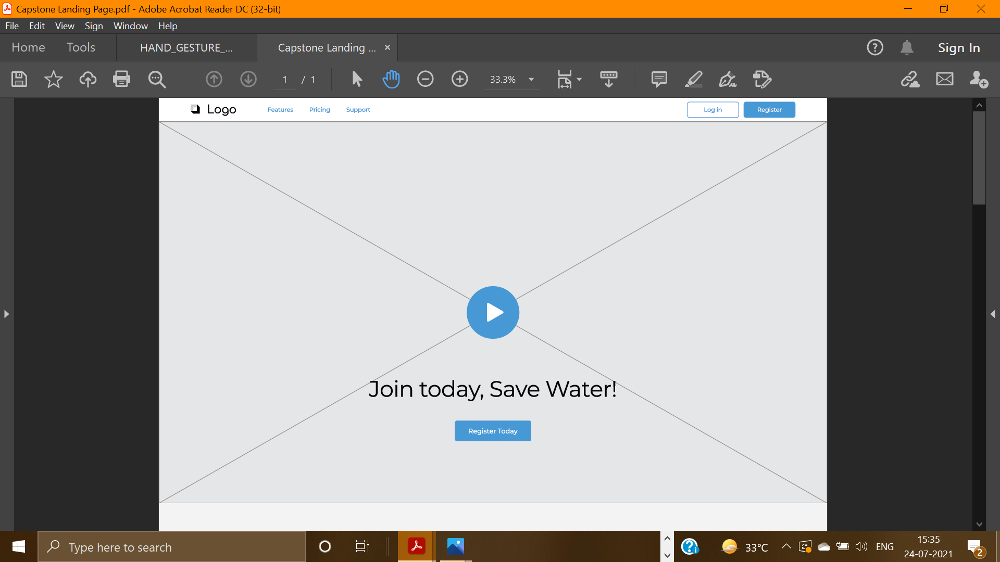 Capstone Landing Page.pdf - Adobe Acrobat Reader DC (32-bit)
File Edit View Sign Window Help
Home Tools HAND_GESTURE_... Capstone Landing ... Sign In
1 / 1 33.3%
Logo Features Pricing Support Log in Register
Join today, Save Water!
Register Today
Type here to search
33°C ENG 15:35
24-07-2021 2